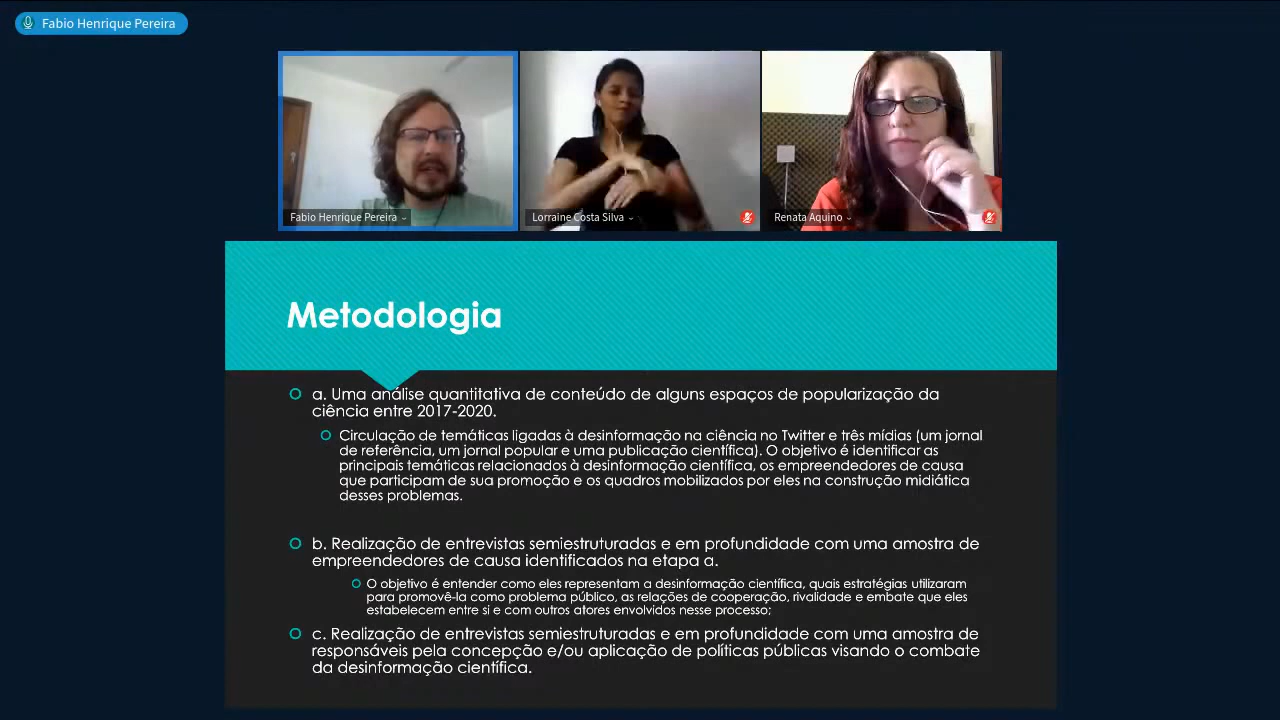 Fabio Henrique Pereira
Fabio Henrique Pereira
Lorraine Costa Silva
Renata Aquino
Metodologia
a. Uma análise quantitativa de conteúdo de alguns espaços de popularização da
ciência entre 2017-2020.
Circulação de temáticas ligadas à desinformação na ciência no Twitter e três mídias (um jornal
de referência, um jornal popular e uma publicação científica). O objetivo é identificar as
principais temáticas relacionados à desinformação científica, os empreendedores de causa
que participam de sua promoção e os quadros mobilizados por eles na construção midiática
desses problemas.
b. Realização de entrevistas semiestruturadas e em profundidade com uma amostra de
empreendedores de causa identificados na etapa a.
O objetivo é entender como eles representam a desinformação científica, quais estratégias utilizaram
para promovê-la como problema público, as relações de cooperação, rivalidade e embate que eles
estabelecem entre si e com outros atores envolvidos nesse processo;
c. Realização de entrevistas semiestruturadas e em profundidade com uma amostra de
responsáveis pela concepção e/ou aplicação de políticas públicas visando o combate
da desinformação científica.